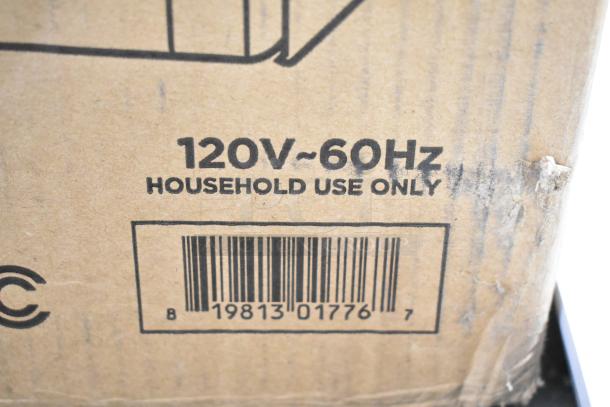 120V~60Hz
HOUSEHOLD USE ONLY
C
8 19813 01776 7